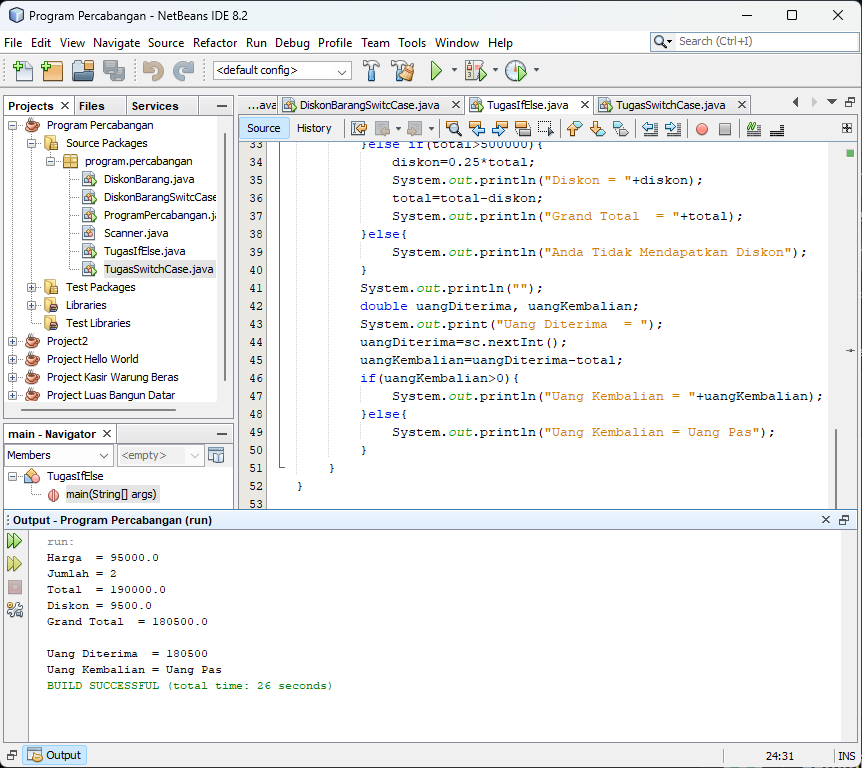 Program Percabangan - NetBeans IDE 8.2
File Edit View Navigate Source Refactor Run Debug Profile Team Tools Window Help
Search (Ctrl+I)
<default config>
Projects Files Services
...ava DiskonBarangSwitcCase.java TugasIfElse.java TugasSwitchCase.java
Source History
Program Percabangan
Source Packages
program.percabangan
DiskonBarang.java
DiskonBarangSwitcCase
ProgramPercabangan.ja
Scanner.java
TugasIfElse.java
TugasSwitchCase.java
Test Packages
Libraries
Test Libraries
Project2
Project Hello World
Project Kasir Warung Beras
Project Luas Bangun Datar
main - Navigator
Members <empty>
TugasIfElse
main(String[] args)
33 }else if(total>500000){
34 diskon=0.25*total;
35 System.out.println("Diskon = "+diskon);
36 total=total-diskon;
37 System.out.println("Grand Total  = "+total);
38 }else{
39 System.out.println("Anda Tidak Mendapatkan Diskon");
40 }
41 System.out.println("");
42 double uangDiterima, uangKembalian;
43 System.out.print("Uang Diterima  = ");
44 uangDiterima=sc.nextInt();
45 uangKembalian=uangDiterima-total;
46 if(uangKembalian>0){
47 System.out.println("Uang Kembalian = "+uangKembalian);
48 }else{
49 System.out.println("Uang Kembalian = Uang Pas");
50 }
51 }
52 }
53
Output - Program Percabangan (run)
run:
Harga  = 95000.0
Jumlah = 2
Total  = 190000.0
Diskon = 9500.0
Grand Total  = 180500.0
Uang Diterima  = 180500
Uang Kembalian = Uang Pas
BUILD SUCCESSFUL (total time: 26 seconds)
Output
24:31 INS